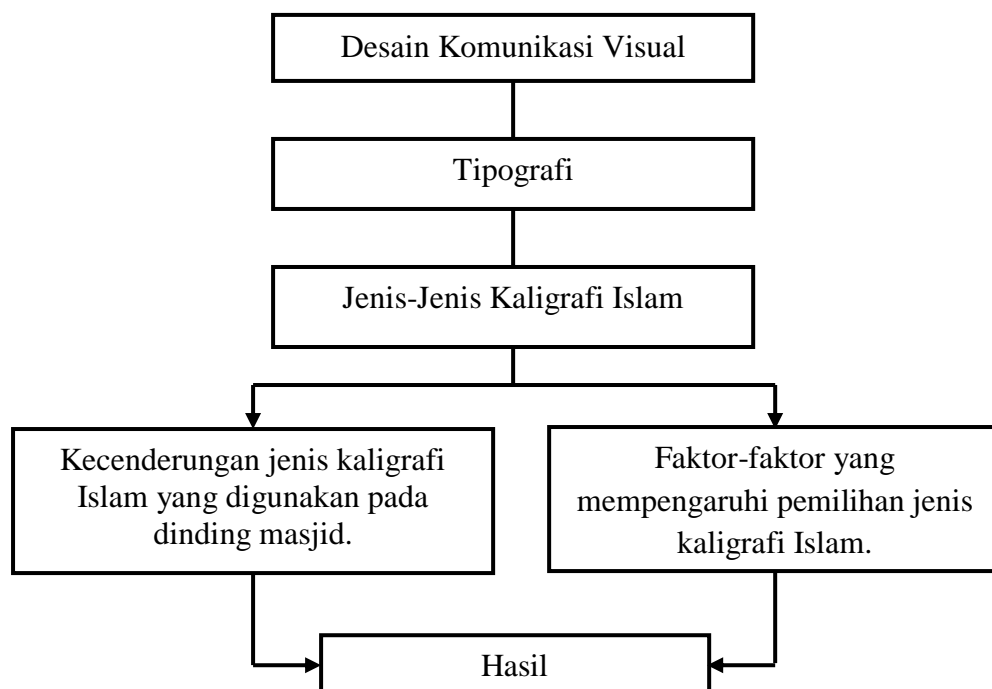 Desain Komunikasi Visual
Tipografi
Jenis-Jenis Kaligrafi Islam
Kecenderungan jenis kaligrafi
Islam yang digunakan pada
dinding masjid.
Faktor-faktor yang
mempengaruhi pemilihan jenis
kaligrafi Islam.
Hasil